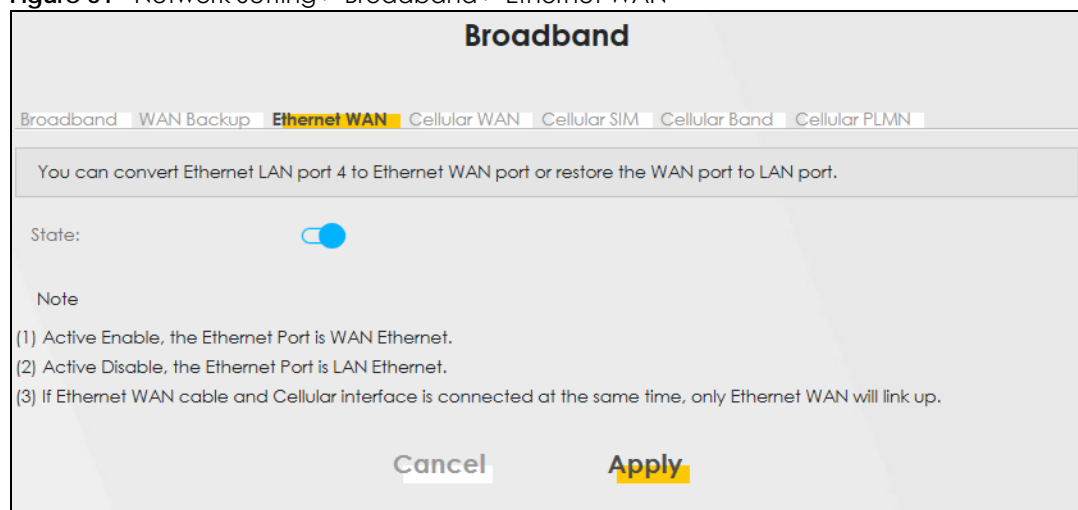 Broadband
Broadband WAN Backup Ethernet WAN Cellular WAN Cellular SIM Cellular Band Cellular PLMN
You can convert Ethernet LAN port 4 to Ethernet WAN port or restore the WAN port to LAN port.
State:
Note
(1) Active Enable, the Ethernet Port is WAN Ethernet.
(2) Active Disable, the Ethernet Port is LAN Ethernet.
(3) If Ethernet WAN cable and Cellular interface is connected at the same time, only Ethernet WAN will link up.
Cancel Apply